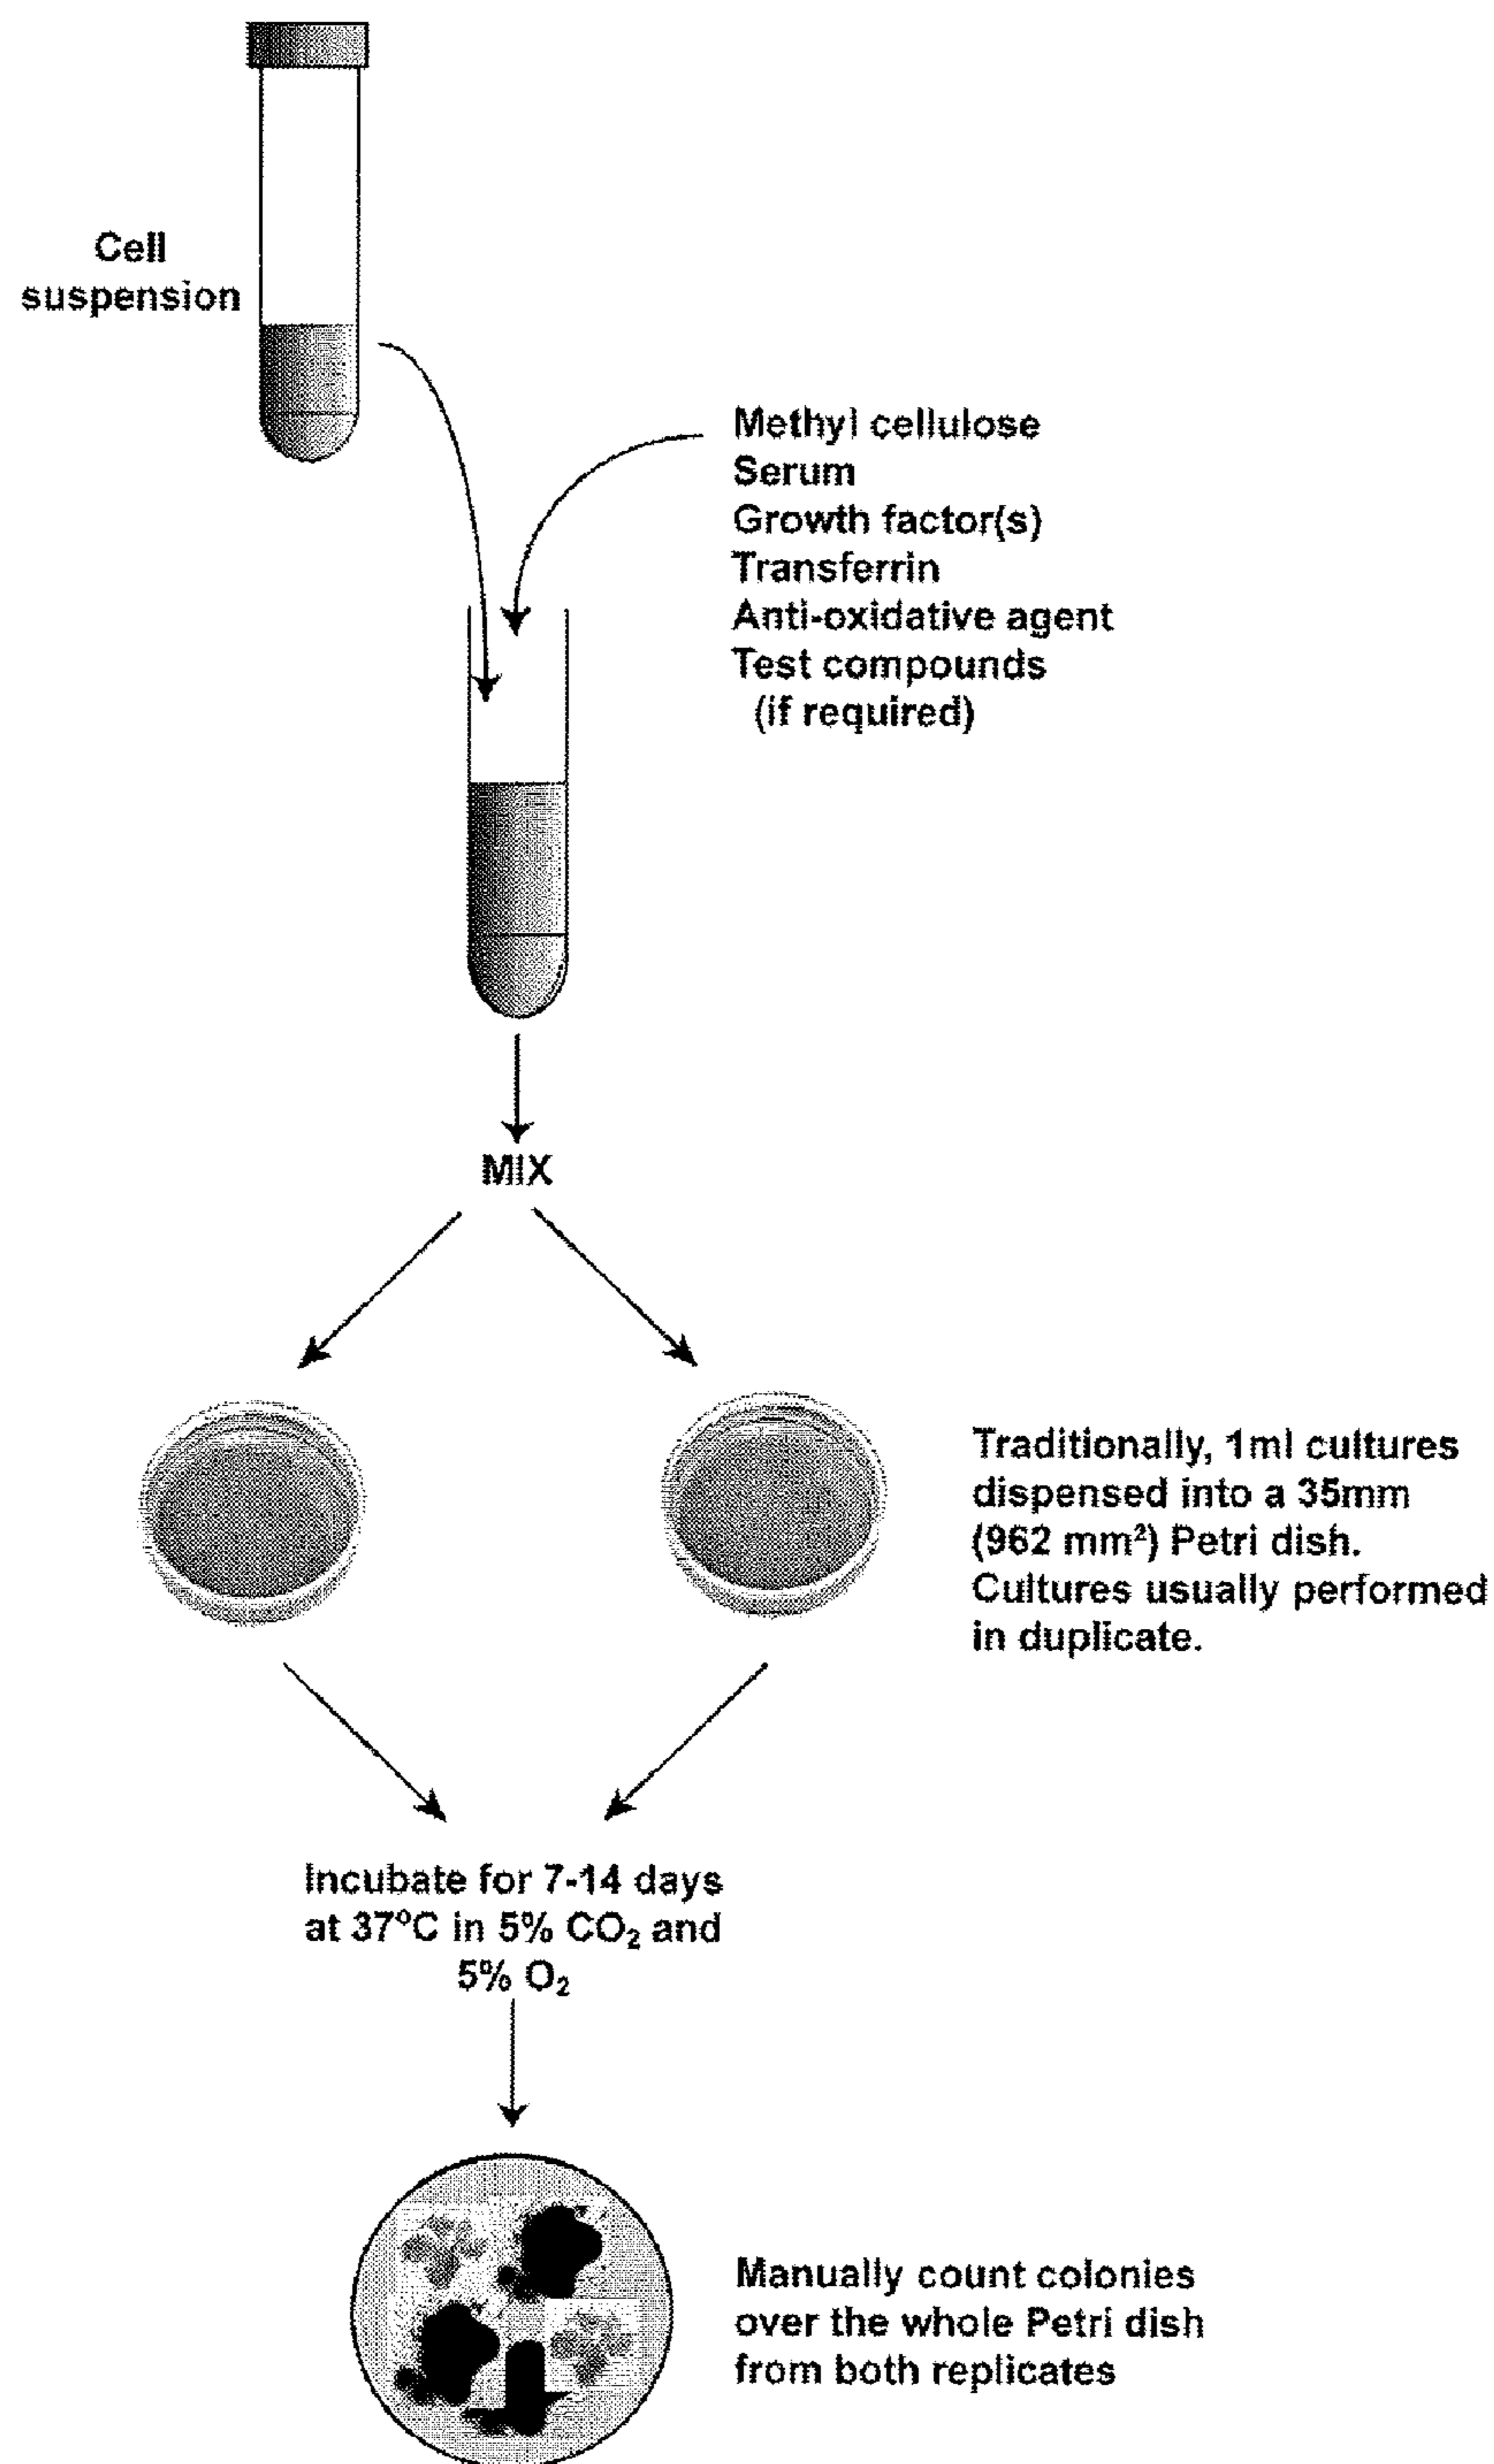 Cell
suspension
Methyl cellulose
Serum
Growth factor(s)
Transferrin
Anti-oxidative agent
Test compounds
(if required)
MIX
Traditionally, 1ml cultures
dispensed into a 35mm
(962 mm²) Petri dish.
Cultures usually performed
in duplicate.
Incubate for 7-14 days
at 37ºC in 5% CO₂ and
5% O₂
Manually count colonies
over the whole Petri dish
from both replicates